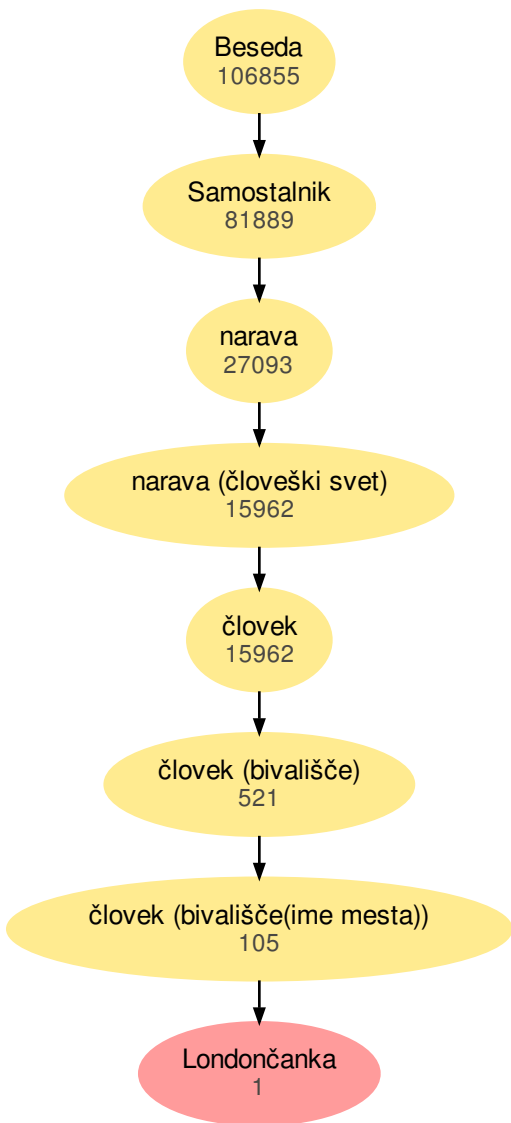 Beseda
106855
Samostalnik
81889
narava
27093
narava (človeški svet)
15962
človek
15962
človek (bivališče)
521
človek (bivališče(ime mesta))
105
Londončanka
1